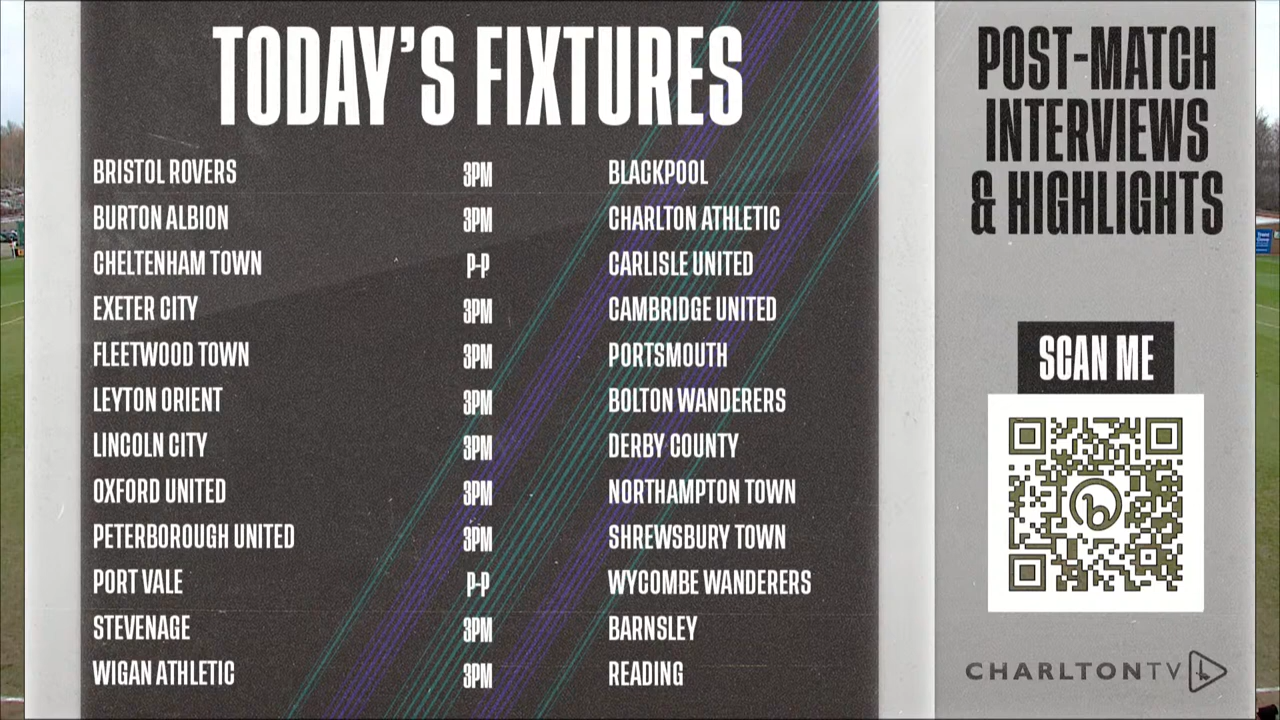 TODAY'S FIXTURES
BRISTOL ROVERS 3PM BLACKPOOL
BURTON ALBION 3PM CHARLTON ATHLETIC
CHELTENHAM TOWN P-P CARLISLE UNITED
EXETER CITY 3PM CAMBRIDGE UNITED
FLEETWOOD TOWN 3PM PORTSMOUTH
LEYTON ORIENT 3PM BOLTON WANDERERS
LINCOLN CITY 3PM DERBY COUNTY
OXFORD UNITED 3PM NORTHAMPTON TOWN
PETERBOROUGH UNITED 3PM SHREWSBURY TOWN
PORT VALE P-P WYCOMBE WANDERERS
STEVENAGE 3PM BARNSLEY
WIGAN ATHLETIC 3PM READING
POST-MATCH
INTERVIEWS
& HIGHLIGHTS
SCAN ME
CHARLTONTV